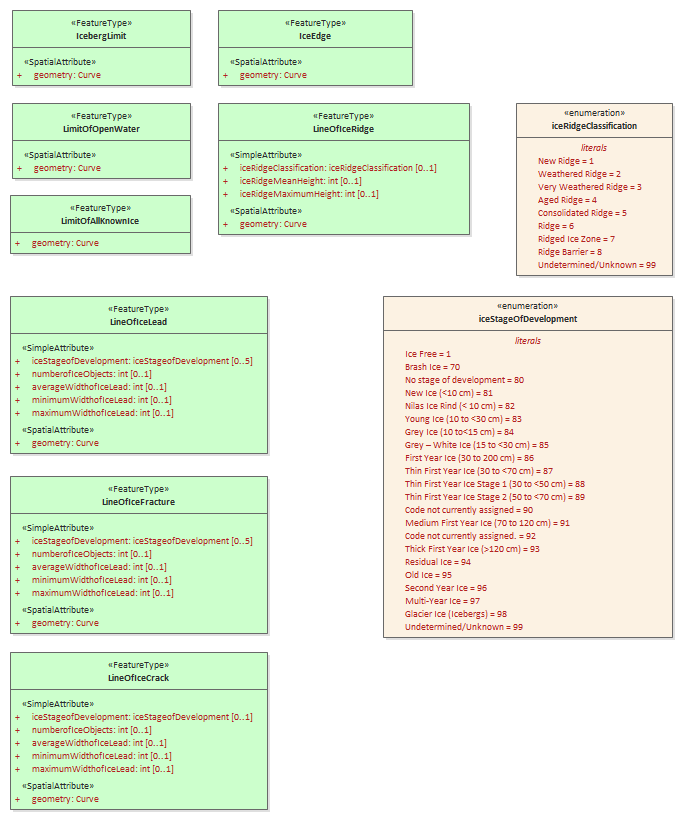 «FeatureType»
IcebergLimit
«SpatialAttribute»
+ geometry: Curve
«FeatureType»
IceEdge
«SpatialAttribute»
+ geometry: Curve
«FeatureType»
LimitOfOpenWater
«SpatialAttribute»
+ geometry: Curve
«FeatureType»
LineOfIceRidge
«SimpleAttribute»
+ iceRidgeClassification: iceRidgeClassification [0..1]
+ iceRidgeMeanHeight: int [0..1]
+ iceRidgeMaximumHeight: int [0..1]
«SpatialAttribute»
+ geometry: Curve
«enumeration»
iceRidgeClassification
literals
New Ridge = 1
Weathered Ridge = 2
Very Weathered Ridge = 3
Aged Ridge = 4
Consolidated Ridge = 5
Ridge = 6
Ridged Ice Zone = 7
Ridge Barrier = 8
Undetermined/Unknown = 99
«FeatureType»
LimitOfAllKnownIce
+ geometry: Curve
«FeatureType»
LineOfIceLead
«SimpleAttribute»
+ iceStageofDevelopment: iceStageofDevelopment [0..5]
+ numberofIceObjects: int [0..1]
+ averageWidthofIceLead: int [0..1]
+ minimumWidthofIceLead: int [0..1]
+ maximumWidthofIceLead: int [0..1]
«SpatialAttribute»
+ geometry: Curve
«enumeration»
iceStageOfDevelopment
literals
Ice Free = 1
Brash Ice = 70
No stage of development = 80
New Ice (<10 cm) = 81
Nilas Ice Rind (< 10 cm) = 82
Young Ice (10 to <30 cm) = 83
Grey Ice (10 to<15 cm) = 84
Grey – White Ice (15 to <30 cm) = 85
First Year Ice (30 to 200 cm) = 86
Thin First Year Ice (30 to <70 cm) = 87
Thin First Year Ice Stage 1 (30 to <50 cm) = 88
Thin First Year Ice Stage 2 (50 to <70 cm) = 89
Code not currently assigned = 90
Medium First Year Ice (70 to 120 cm) = 91
Code not currently assigned. = 92
Thick First Year Ice (>120 cm) = 93
Residual Ice = 94
Old Ice = 95
Second Year Ice = 96
Multi-Year Ice = 97
Glacier Ice (Icebergs) = 98
Undetermined/Unknown = 99
«FeatureType»
LineOfIceFracture
«SimpleAttribute»
+ iceStageofDevelopment: iceStageofDevelopment [0..5]
+ numberofIceObjects: int [0..1]
+ averageWidthofIceLead: int [0..1]
+ minimumWidthofIceLead: int [0..1]
+ maximumWidthofIceLead: int [0..1]
«SpatialAttribute»
+ geometry: Curve
«FeatureType»
LineOfIceCrack
«SimpleAttribute»
+ iceStageofDevelopment: iceStageofDevelopment [0..1]
+ numberofIceObjects: int [0..1]
+ averageWidthofIceLead: int [0..1]
+ minimumWidthofIceLead: int [0..1]
+ maximumWidthofIceLead: int [0..1]
«SpatialAttribute»
+ geometry: Curve